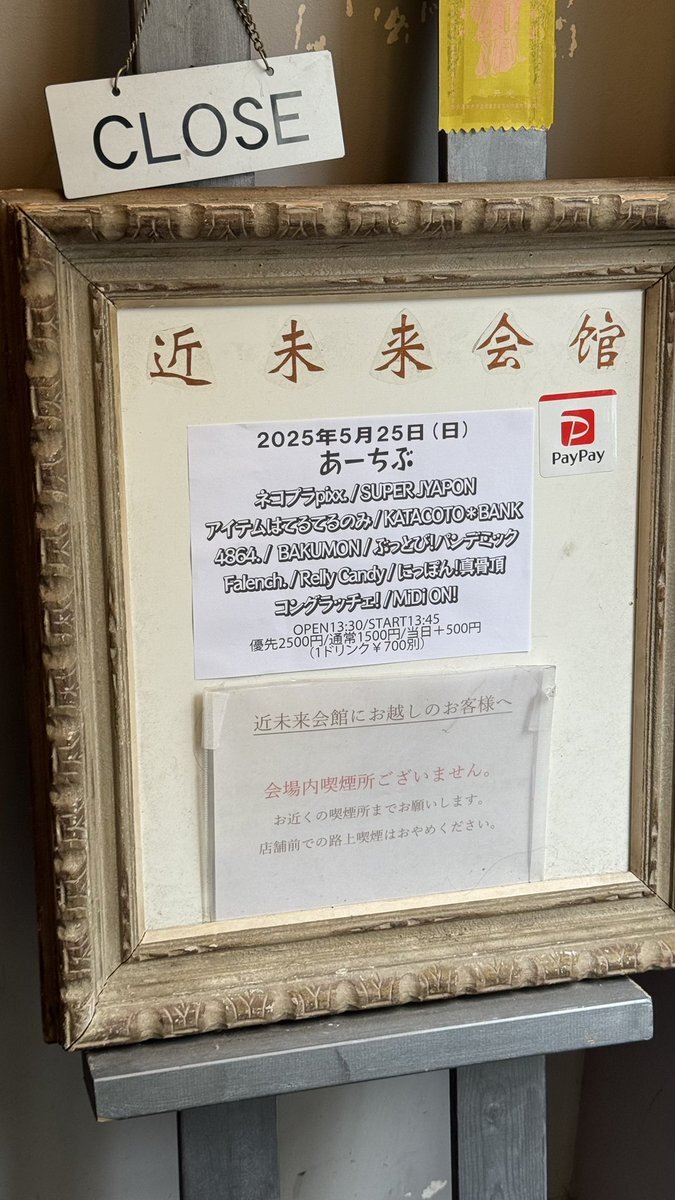 CLOSE
近未来会館
PayPay
2025年5月25日(日)
あーちぶ
ネコプラpixx. / SUPER JYAPON
アイテムはてるてるのみ / KATACOTO＊BANK
4864. / BAKUMON / ぶっとび!パンデミック
Falench. / Relly Candy / にっぽん!真骨頂
コングラッチェ! / MiDi ON!
OPEN13:30/START13:45
優先2500円/通常1500円/当日＋500円
（1ドリンク￥700別）
近未来会館にお越しのお客様へ
会場内喫煙所ございません。
お近くの喫煙所までお願いします。
店舗前での路上喫煙はおやめください。